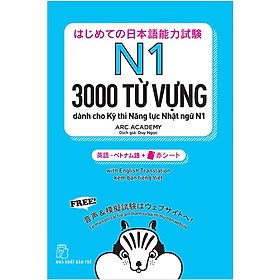 はじめての日本語能力試験
N1
3000 TỪ VỰNG
dành cho Kỳ thi Năng lực Nhật ngữ N1
ARC ACADEMY
Dịch giả: Duy Ngọc
英語・ベトナム語+赤シート
with English Translation
kèm bản tiếng Việt
FREE!
音声&模擬試験はウェブサイトへ!
NHÀ XUẤT BẢN TRẺ